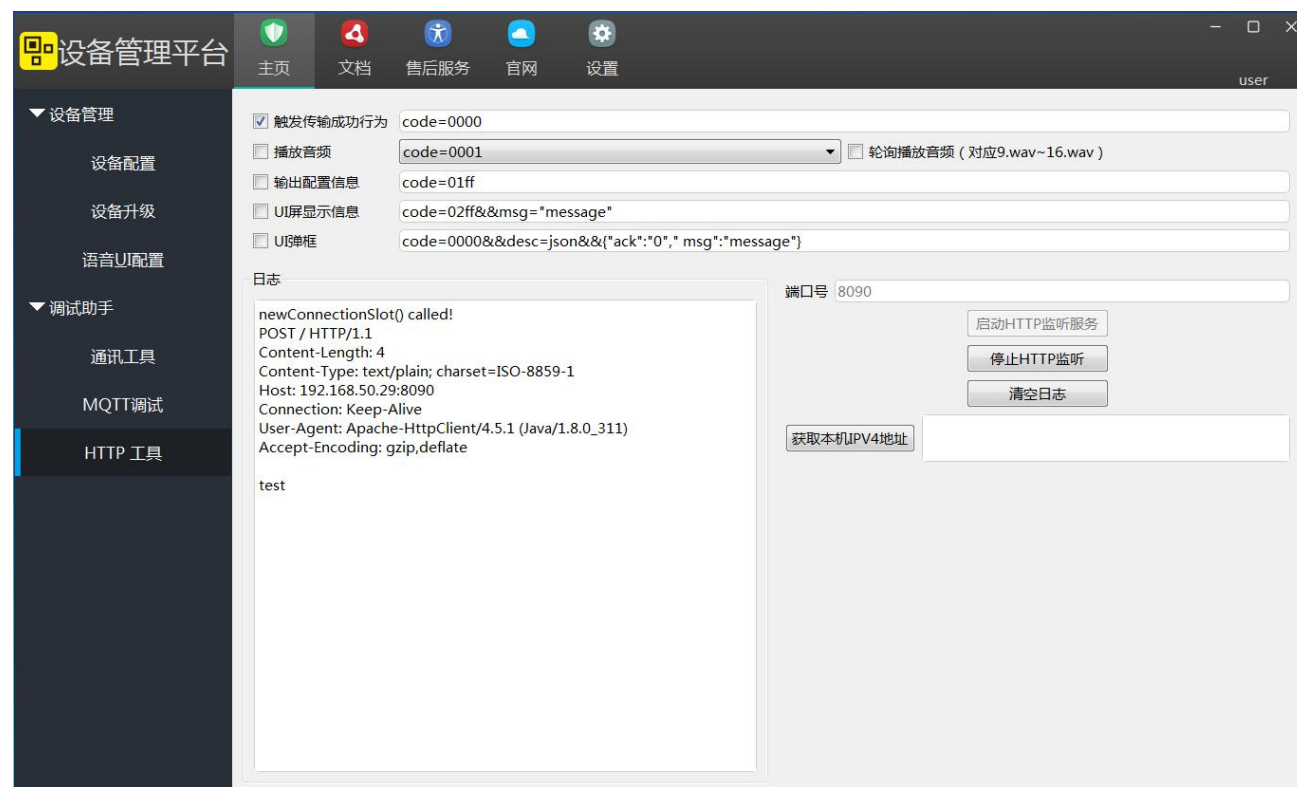 设备管理平台
主页
文档
售后服务
官网
设置
user
设备管理
设备配置
设备升级
语音UI配置
调试助手
通讯工具
MQTT调试
HTTP 工具
触发传输成功行为 code=0000
播放音频 code=0001 轮询播放音频 ( 对应9.wav~16.wav )
输出配置信息 code=01ff
UI屏显示信息 code=02ff&&msg="message"
UI弹框 code=0000&&desc=json&&{"ack":"0"," msg":"message"}
日志
newConnectionSlot() called!
POST / HTTP/1.1
Content-Length: 4
Content-Type: text/plain; charset=ISO-8859-1
Host: 192.168.50.29:8090
Connection: Keep-Alive
User-Agent: Apache-HttpClient/4.5.1 (Java/1.8.0_311)
Accept-Encoding: gzip,deflate
test
端口号 8090
启动HTTP监听服务
停止HTTP监听
清空日志
获取本机IPV4地址